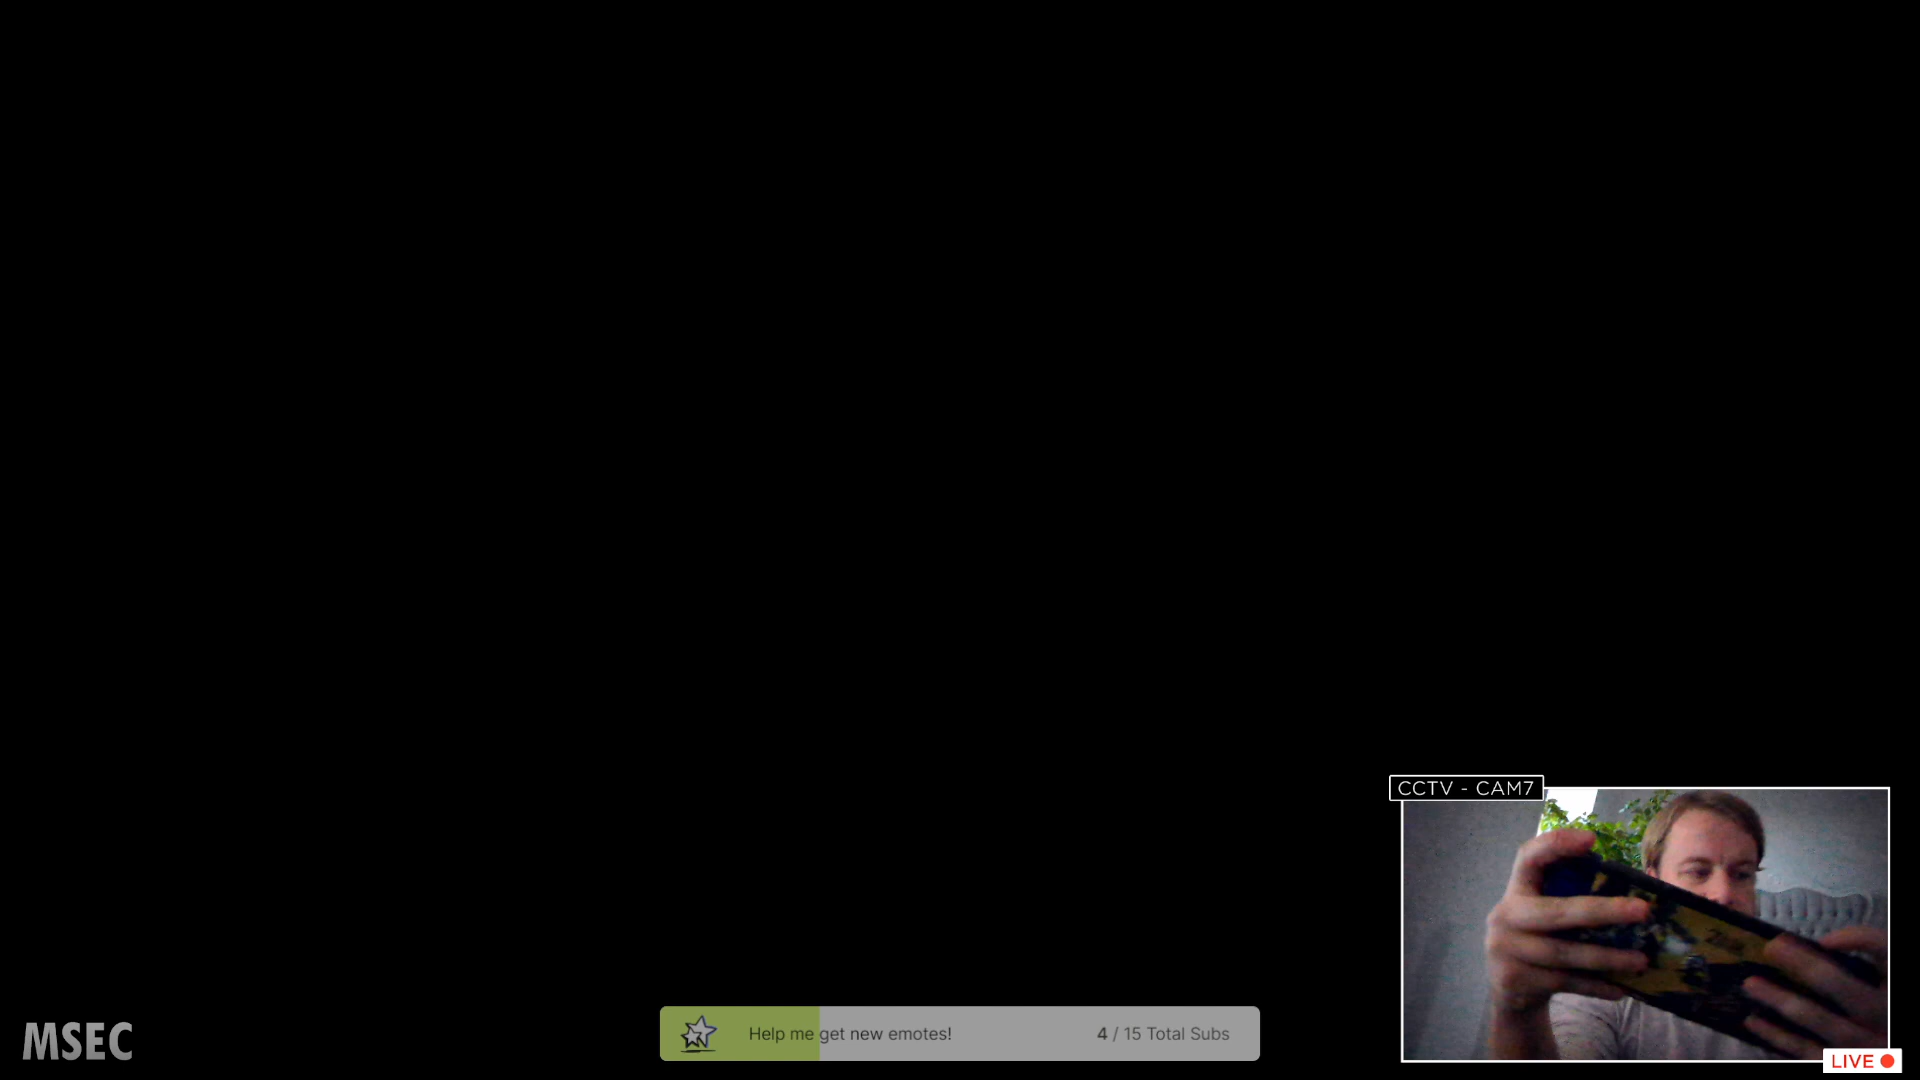 CCTV - CAM7
MSEC
Help me get new emotes!
4 / 15 Total Subs
LIVE